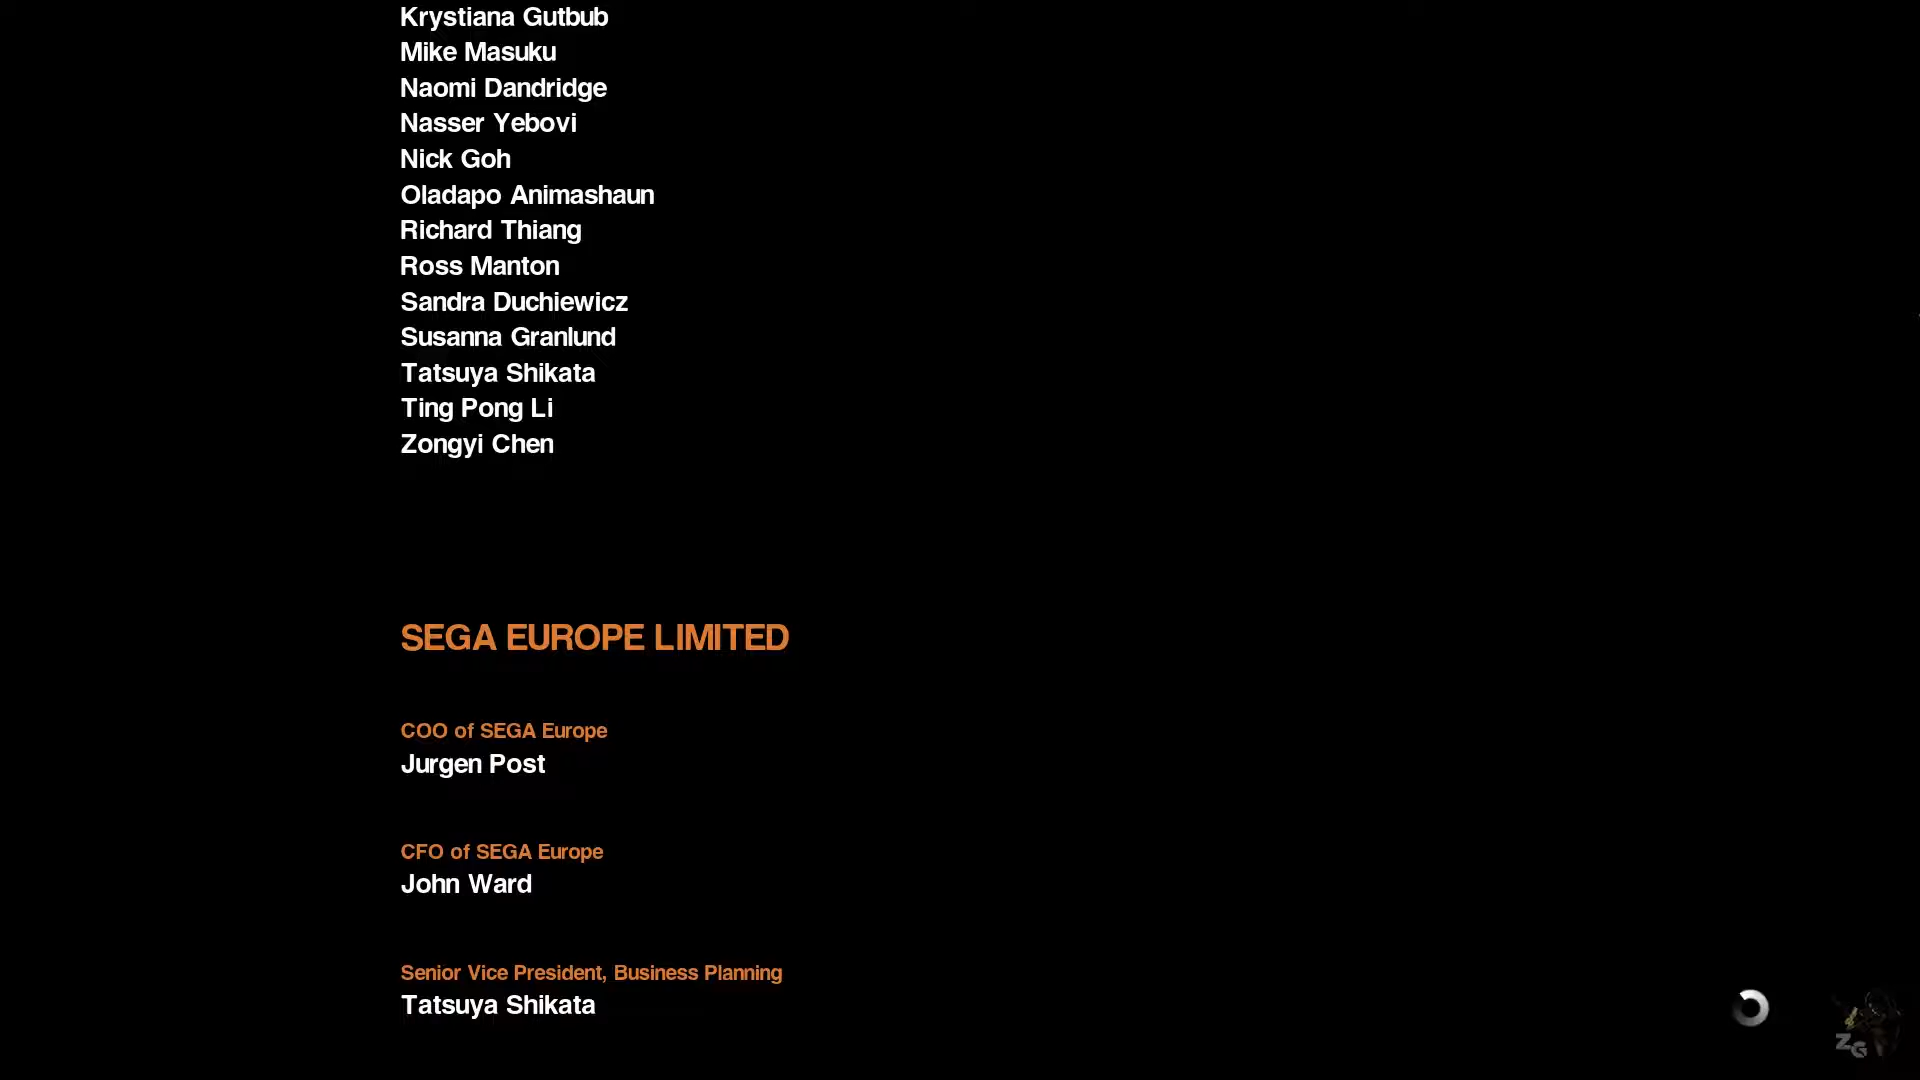 Krystiana Gutbub
Mike Masuku
Naomi Dandridge
Nasser Yebovi
Nick Goh
Oladapo Animashaun
Richard Thiang
Ross Manton
Sandra Duchiewicz
Susanna Granlund
Tatsuya Shikata
Ting Pong Li
Zongyi Chen
SEGA EUROPE LIMITED
COO of SEGA Europe
Jurgen Post
CFO of SEGA Europe
John Ward
Senior Vice President, Business Planning
Tatsuya Shikata
ZG